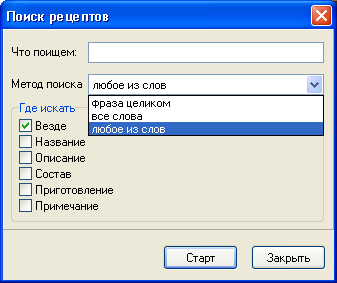 Поиск рецептов
Что поищем:
Метод поиска любое из слов
фраза целиком
все слова
любое из слов
Где искать
Везде
Название
Описание
Состав
Приготовление
Примечание
Старт Закрыть